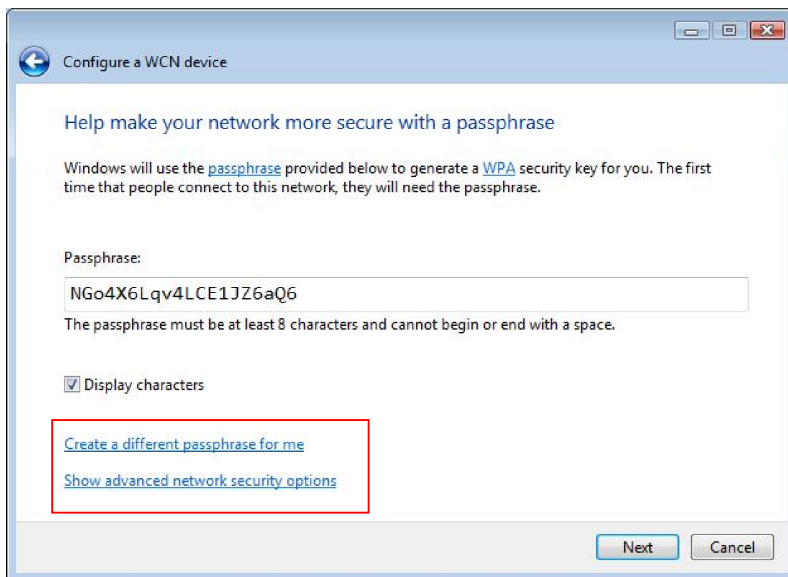 Configure a WCN device
Help make your network more secure with a passphrase
Windows will use the passphrase provided below to generate a WPA security key for you. The first
time that people connect to this network, they will need the passphrase.
Passphrase:
NGo4X6Lqv4LCE1JZ6aQ6
The passphrase must be at least 8 characters and cannot begin or end with a space.
Display characters
Create a different passphrase for me
Show advanced network security options
Next Cancel